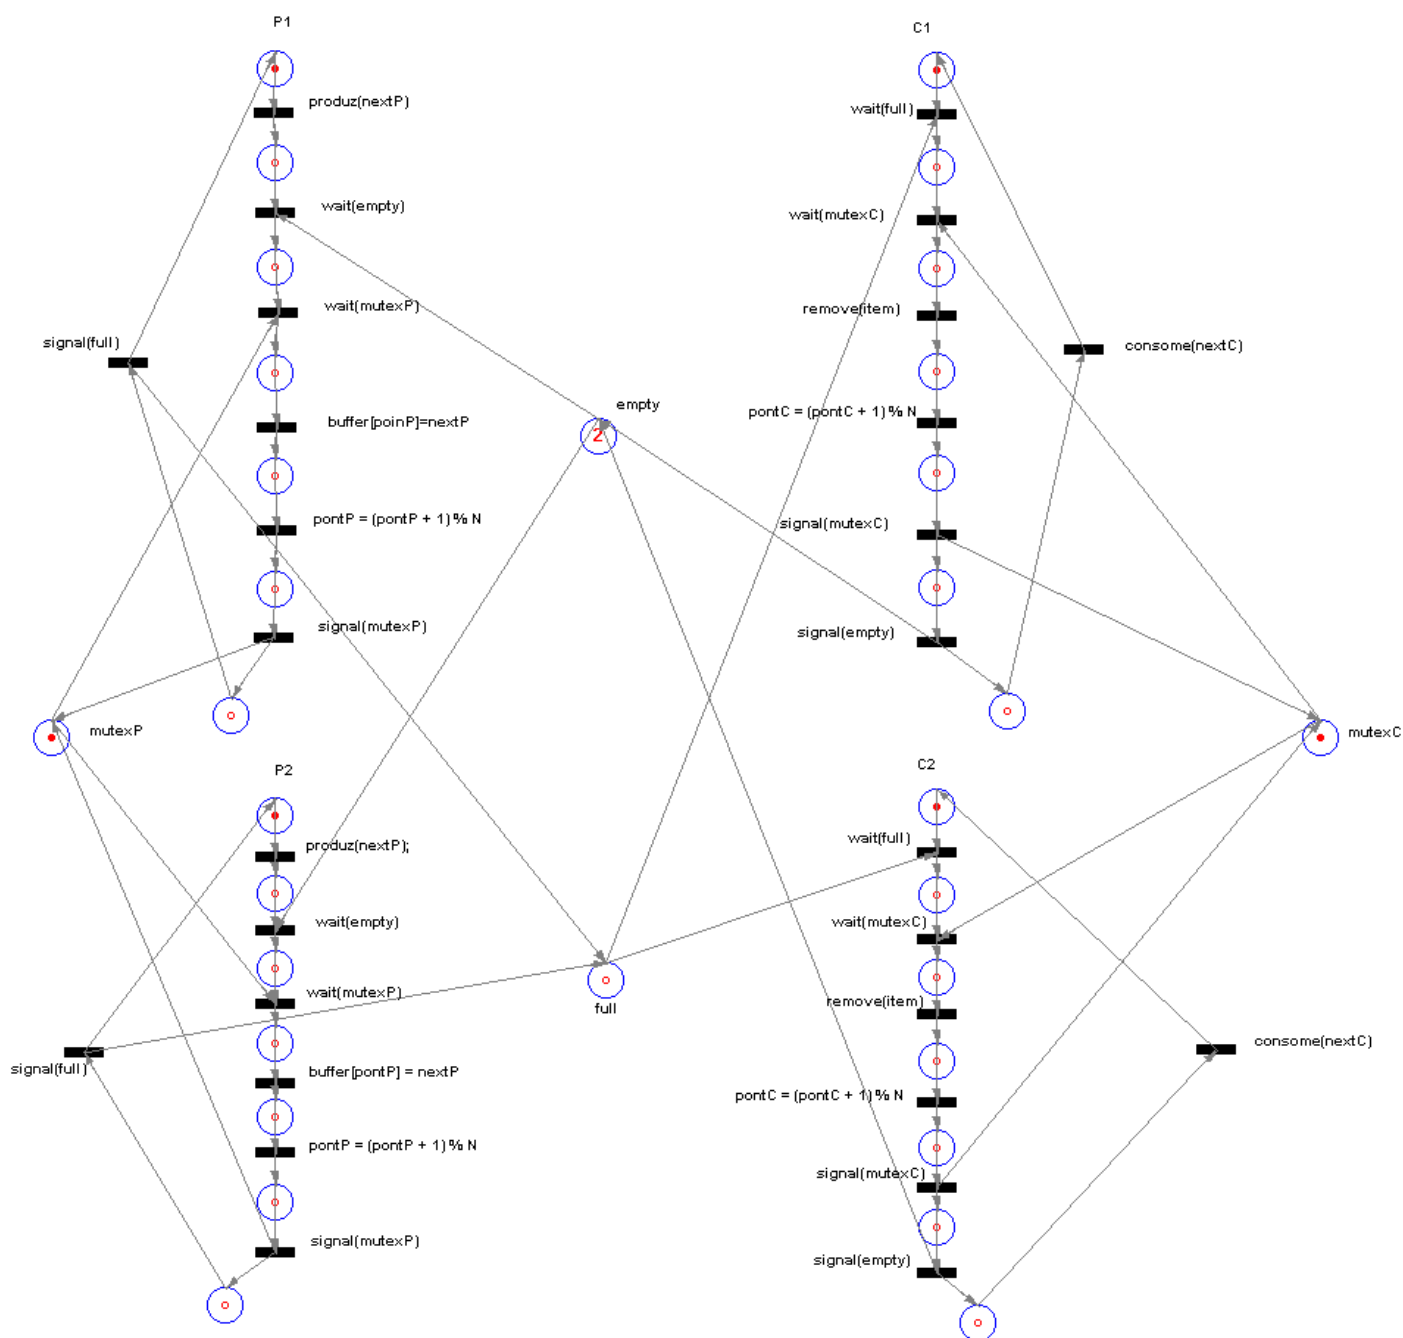 P1
produz(nextP)
wait(empty)
wait(mutexP)
signal(full)
buffer[poinP]=nextP
pontP = (pontP + 1) % N
signal(mutexP)
mutexP
C1
wait(full)
wait(mutexC)
remove(item)
consome(nextC)
pontC = (pontC + 1) % N
signal(mutexC)
signal(empty)
mutexC
empty
2
full
P2
produz(nextP);
wait(empty)
wait(mutexP)
signal(full)
buffer[pontP] = nextP
pontP = (pontP + 1) % N
signal(mutexP)
C2
wait(full)
wait(mutexC)
remove(item)
consome(nextC)
pontC = (pontC + 1) % N
signal(mutexC)
signal(empty)